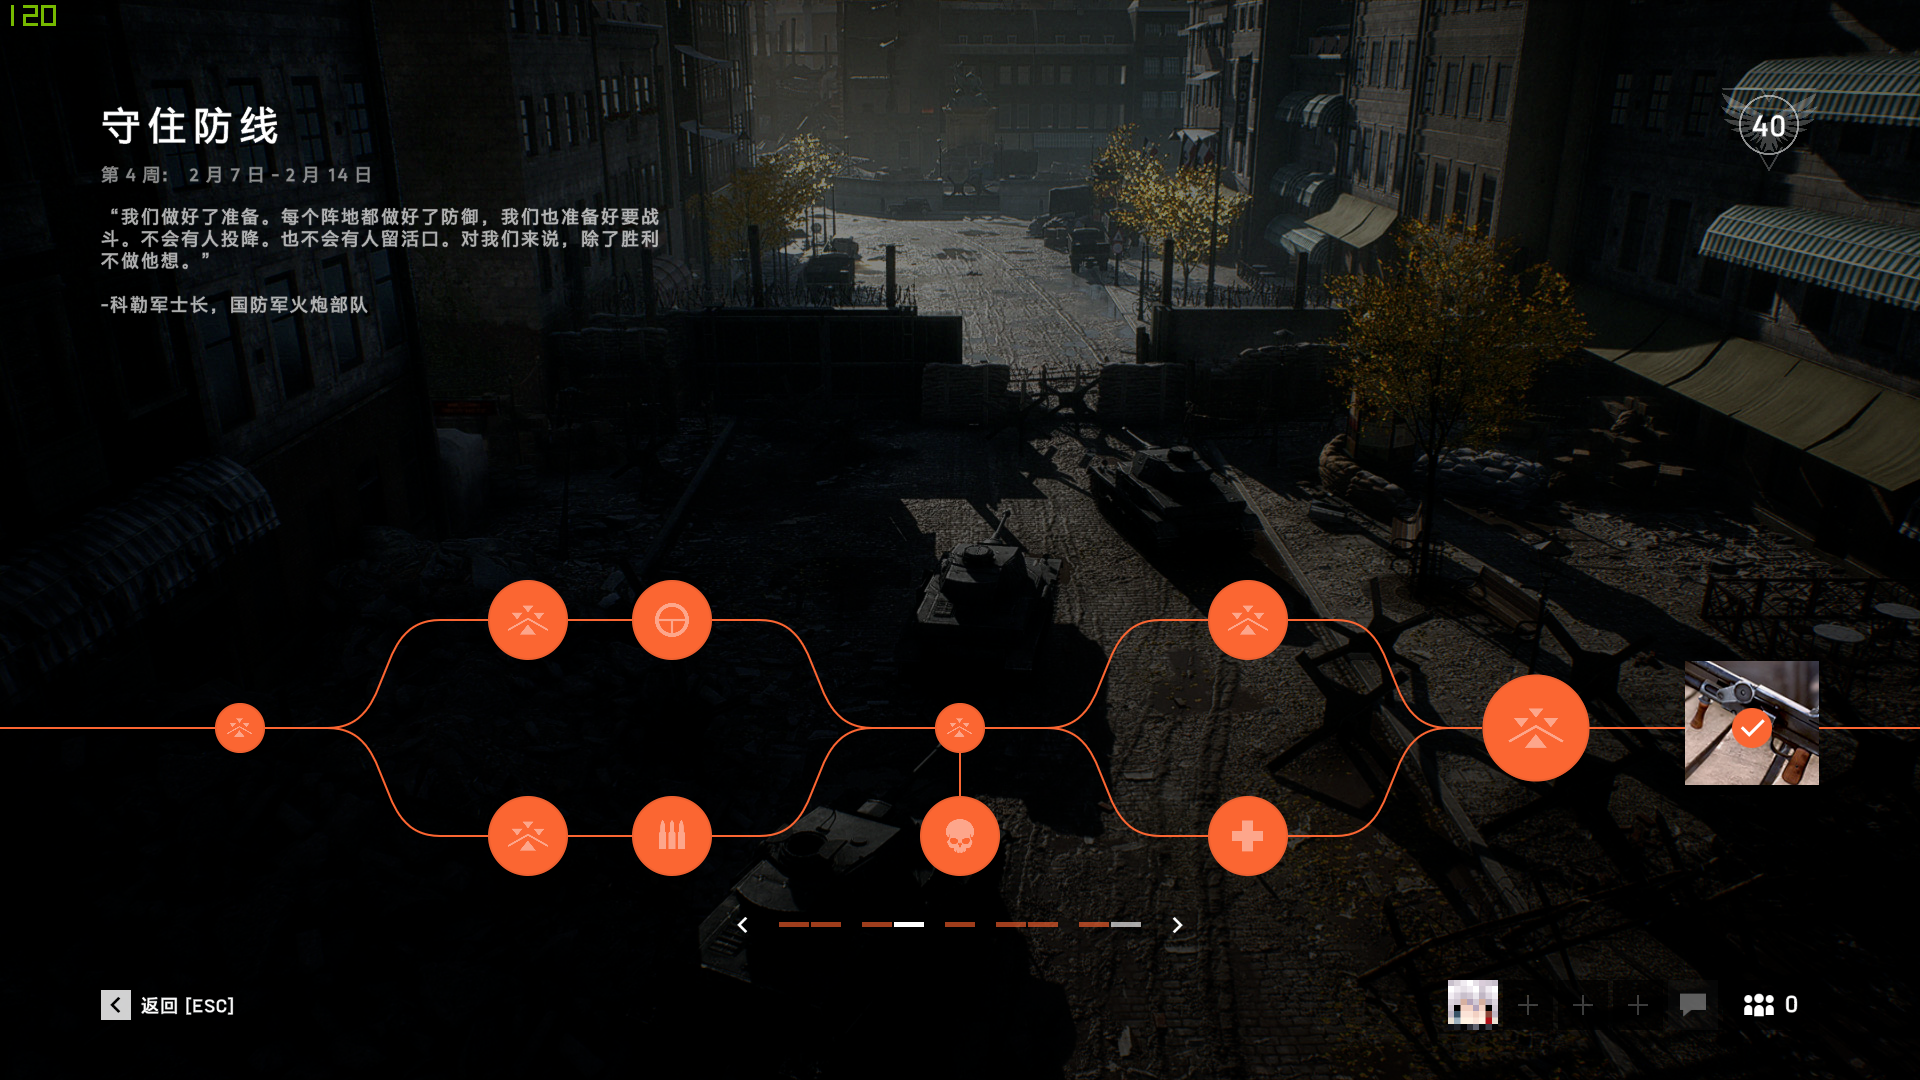 120
守住防线
40
第 4 周： 2 月 7 日 - 2 月 14 日
“我们做好了准备。每个阵地都做好了防御，我们也准备好要战
斗。不会有人投降。也不会有人留活口。对我们来说，除了胜利
不做他想。”
-科勒军士长，国防军火炮部队
返回 [ESC]
0